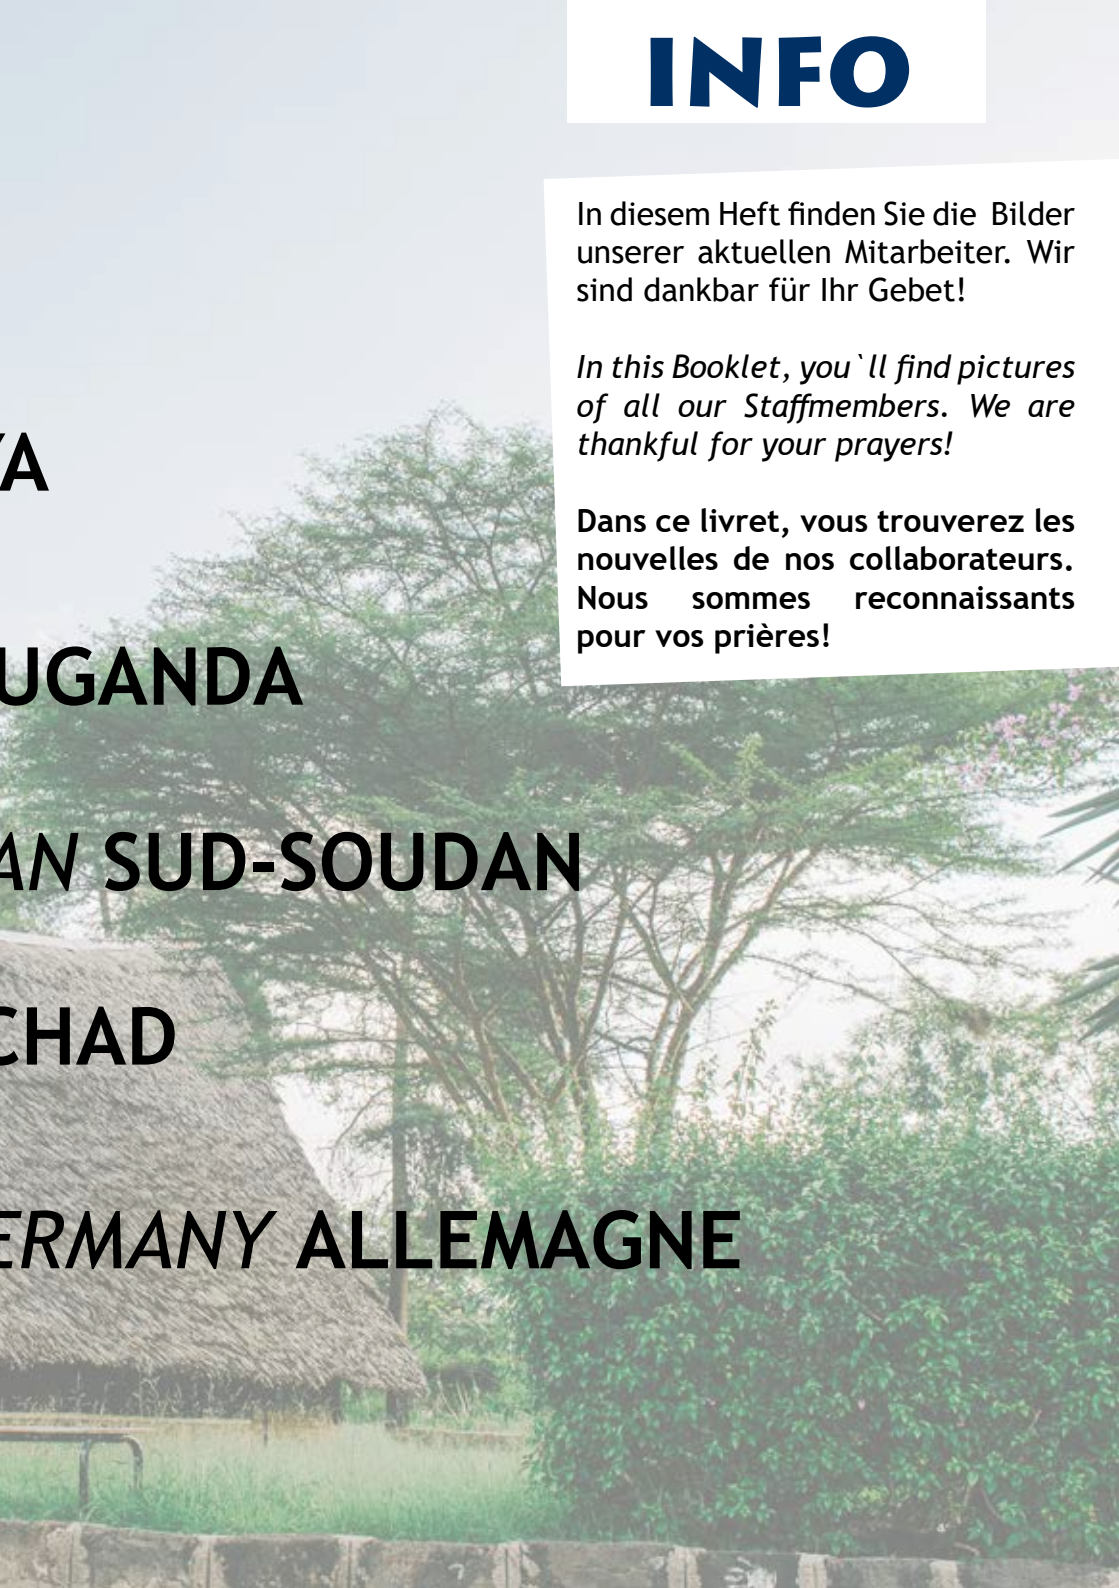 INFO
In diesem Heft finden Sie die Bilder
unserer aktuellen Mitarbeiter. Wir
sind dankbar für Ihr Gebet!
In this Booklet, you`ll find pictures
of all our Staffmembers. We are
thankful for your prayers!
Dans ce livret, vous trouverez les
nouvelles de nos collaborateurs.
Nous sommes reconnaissants
pour vos prières!
YA
UGANDA
AN SUD-SOUDAN
CHAD
ERMANY ALLEMAGNE